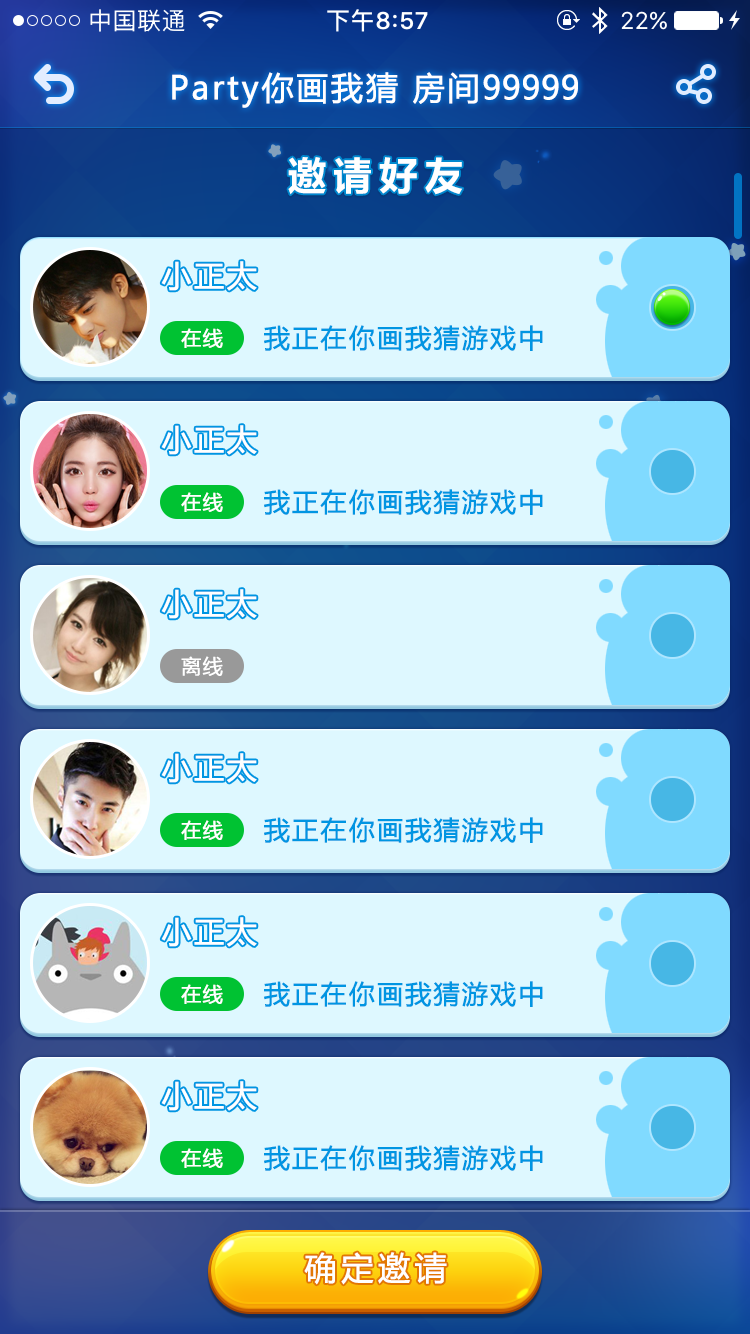 中国联通 下午8:57 22%
Party你画我猜 房间99999
邀请好友
小正太
在线 我正在你画我猜游戏中
小正太
在线 我正在你画我猜游戏中
小正太
离线
小正太
在线 我正在你画我猜游戏中
小正太
在线 我正在你画我猜游戏中
小正太
在线 我正在你画我猜游戏中
确定邀请